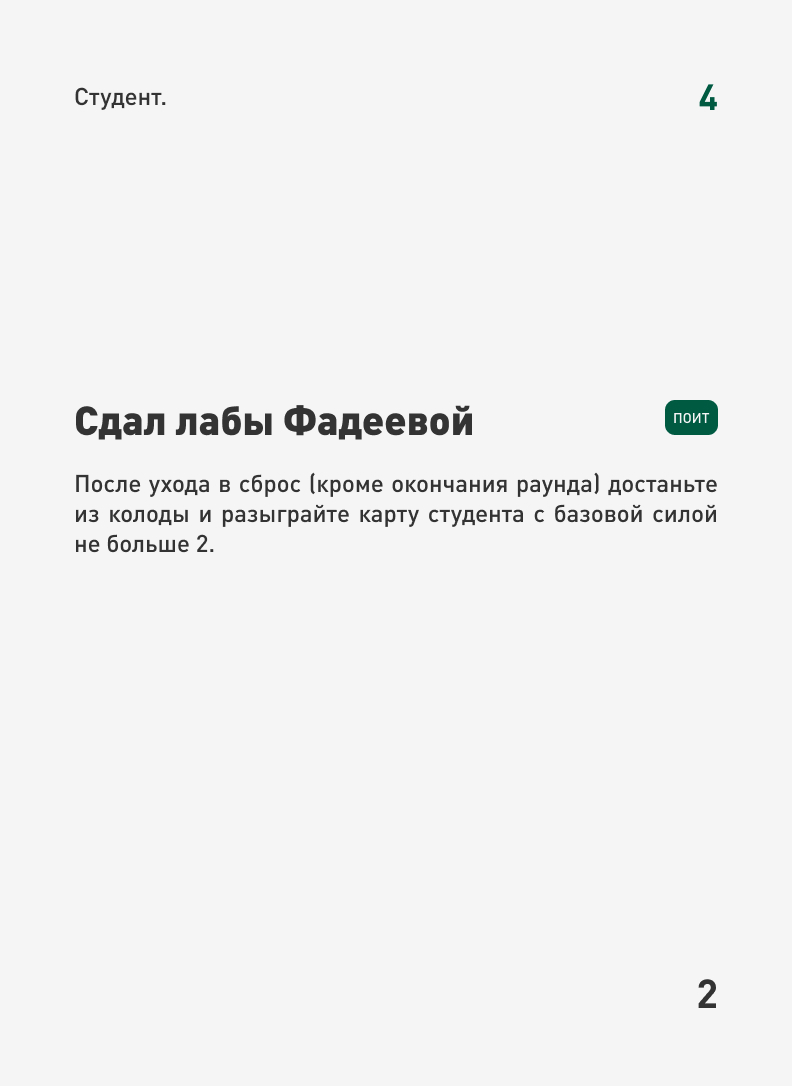 Студент.
4
Сдал лабы Фадеевой
ПОИТ
После ухода в сброс (кроме окончания раунда) достаньте
из колоды и разыграйте карту студента с базовой силой
не больше 2.
2